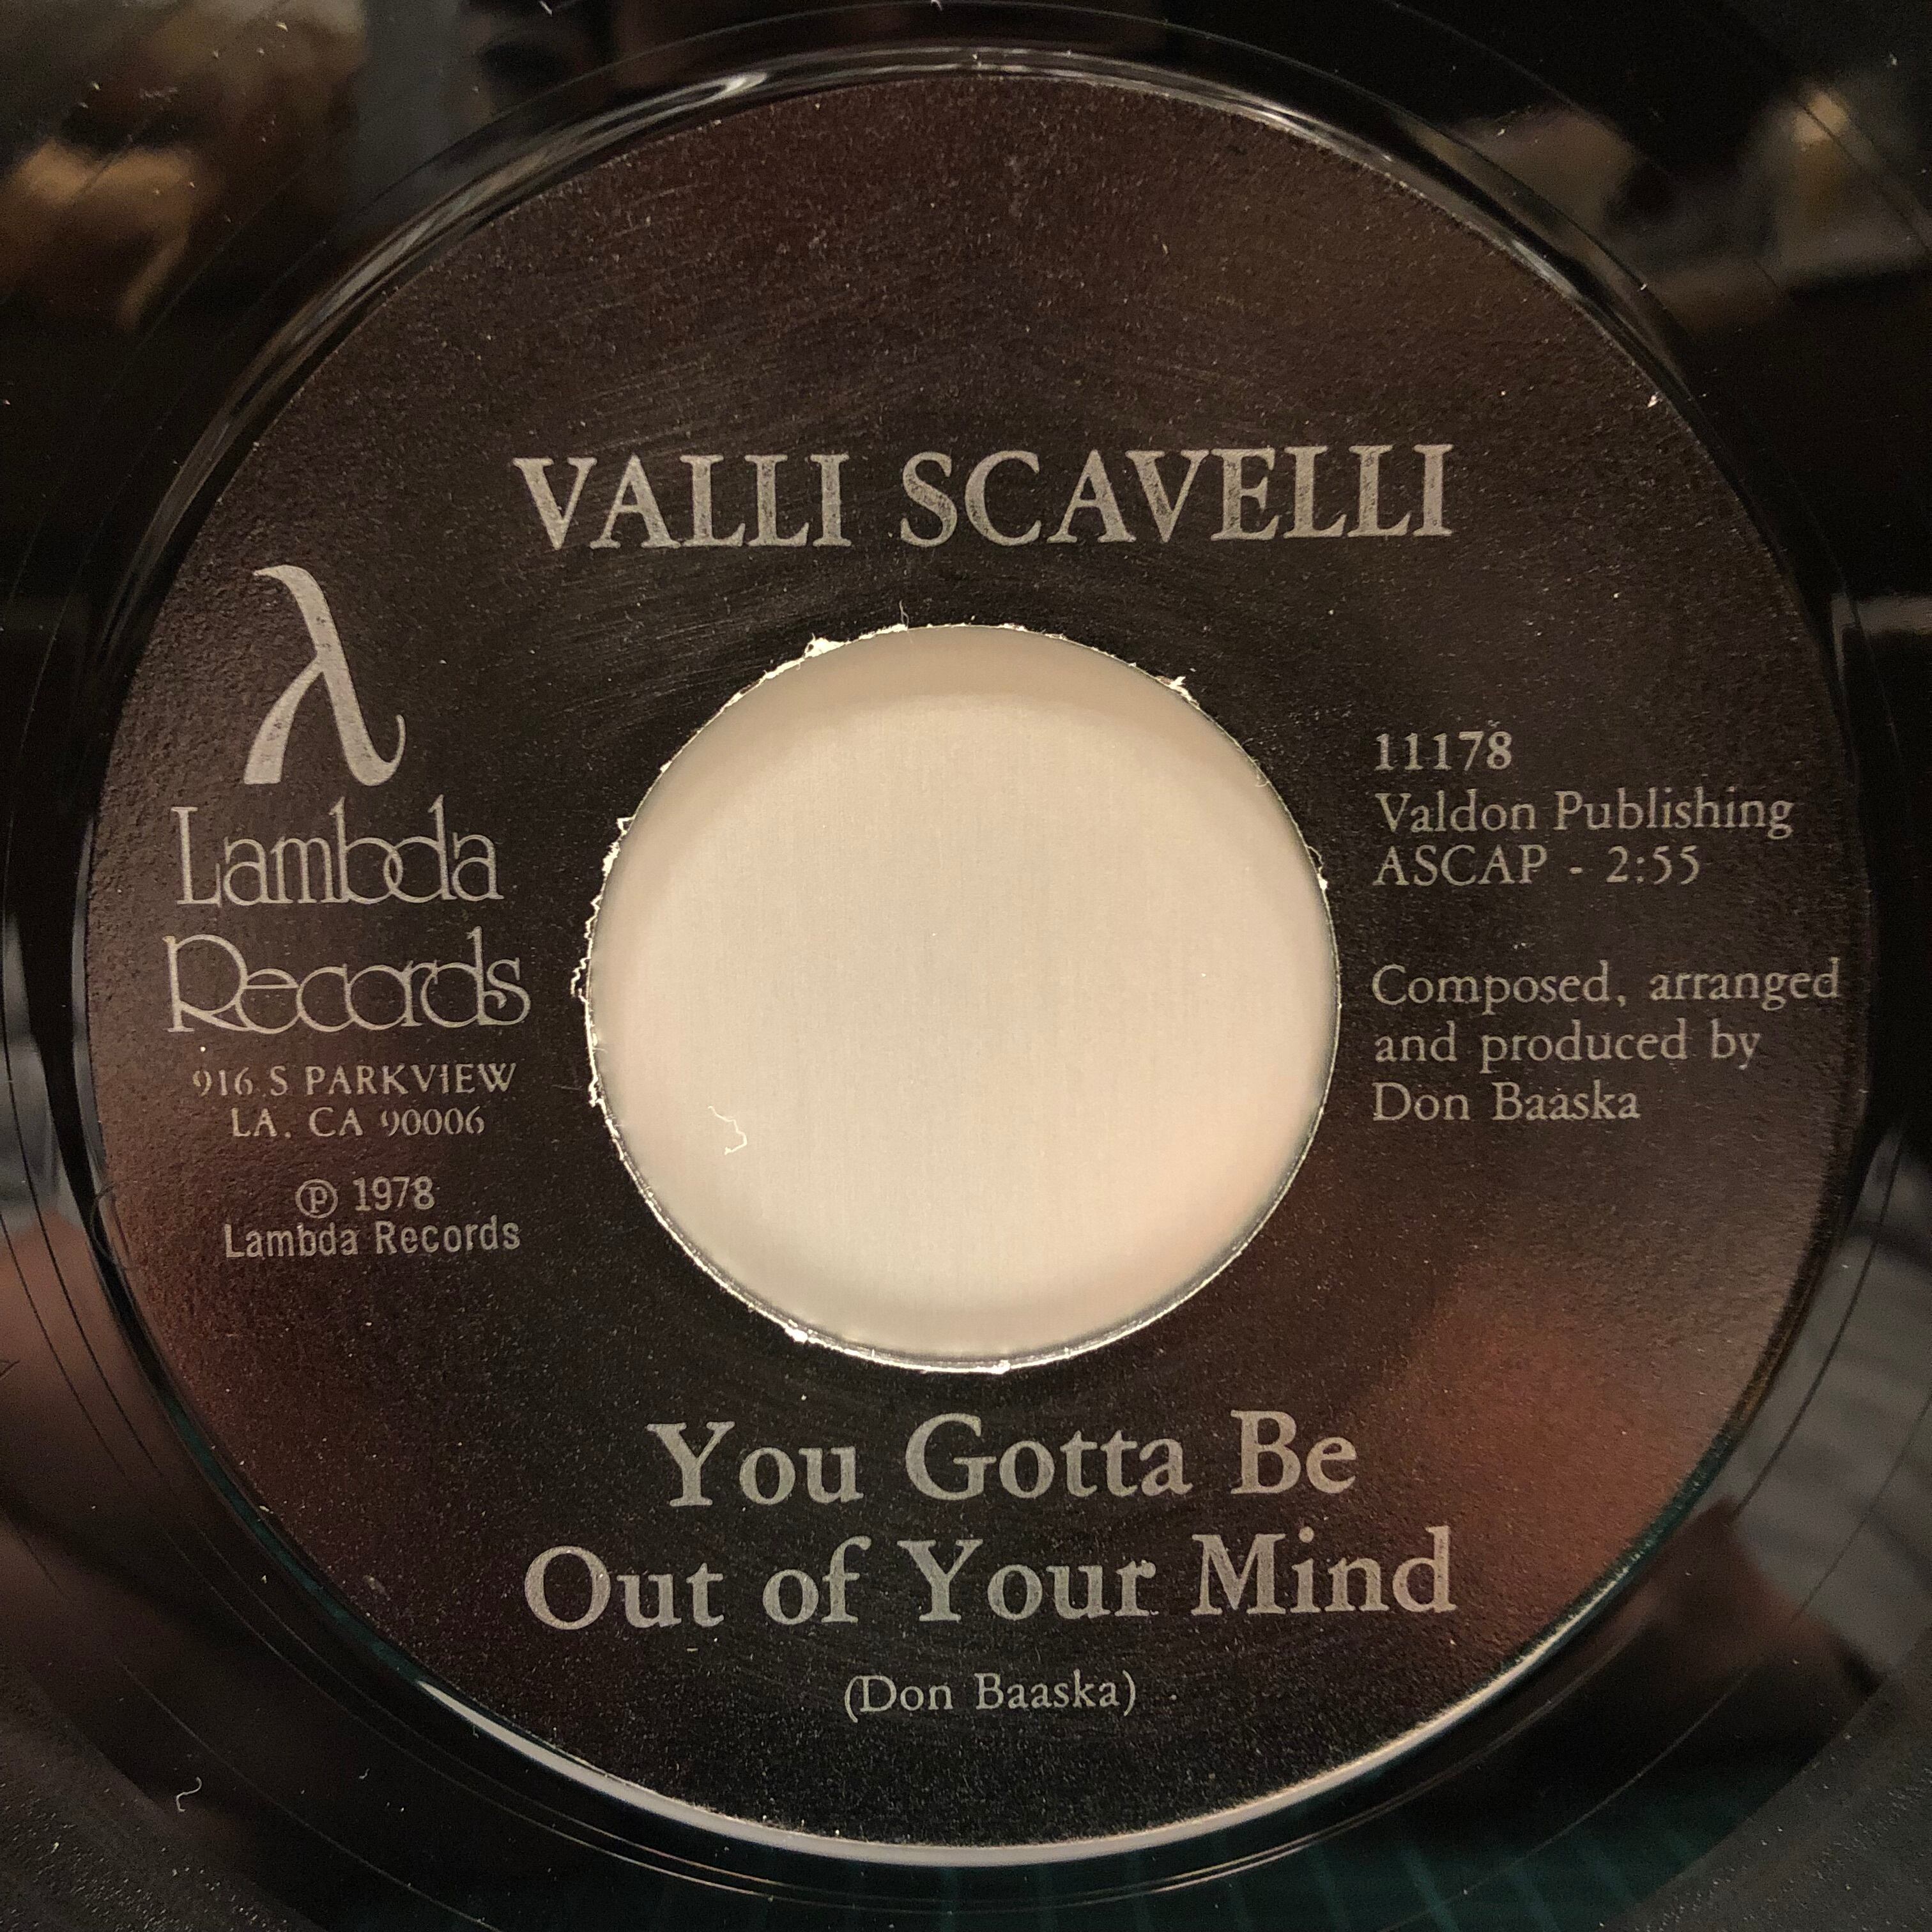 VALLI SCAVELLI
λ
Lambda
Records
916 S PARKVIEW
LA, CA 90006
℗ 1978
Lambda Records
11178
Valdon Publishing
ASCAP - 2:55
Composed, arranged
and produced by
Don Baaska
You Gotta Be
Out of Your Mind
(Don Baaska)